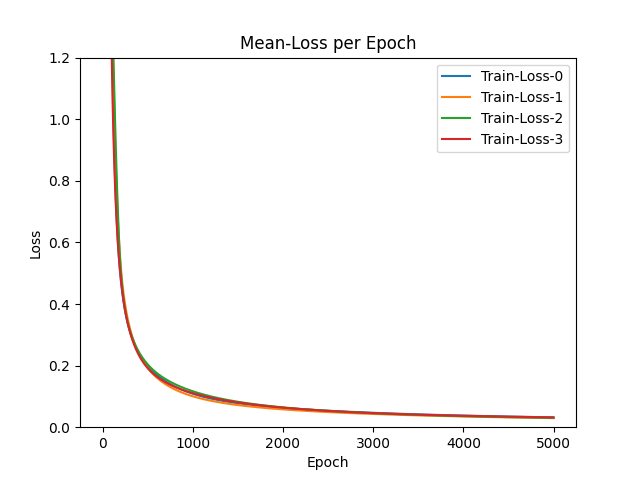 Mean-Loss per Epoch
1.2
1.0
0.8
0.6
0.4
0.2
0.0
Loss
Train-Loss-0
Train-Loss-1
Train-Loss-2
Train-Loss-3
0 1000 2000 3000 4000 5000
Epoch